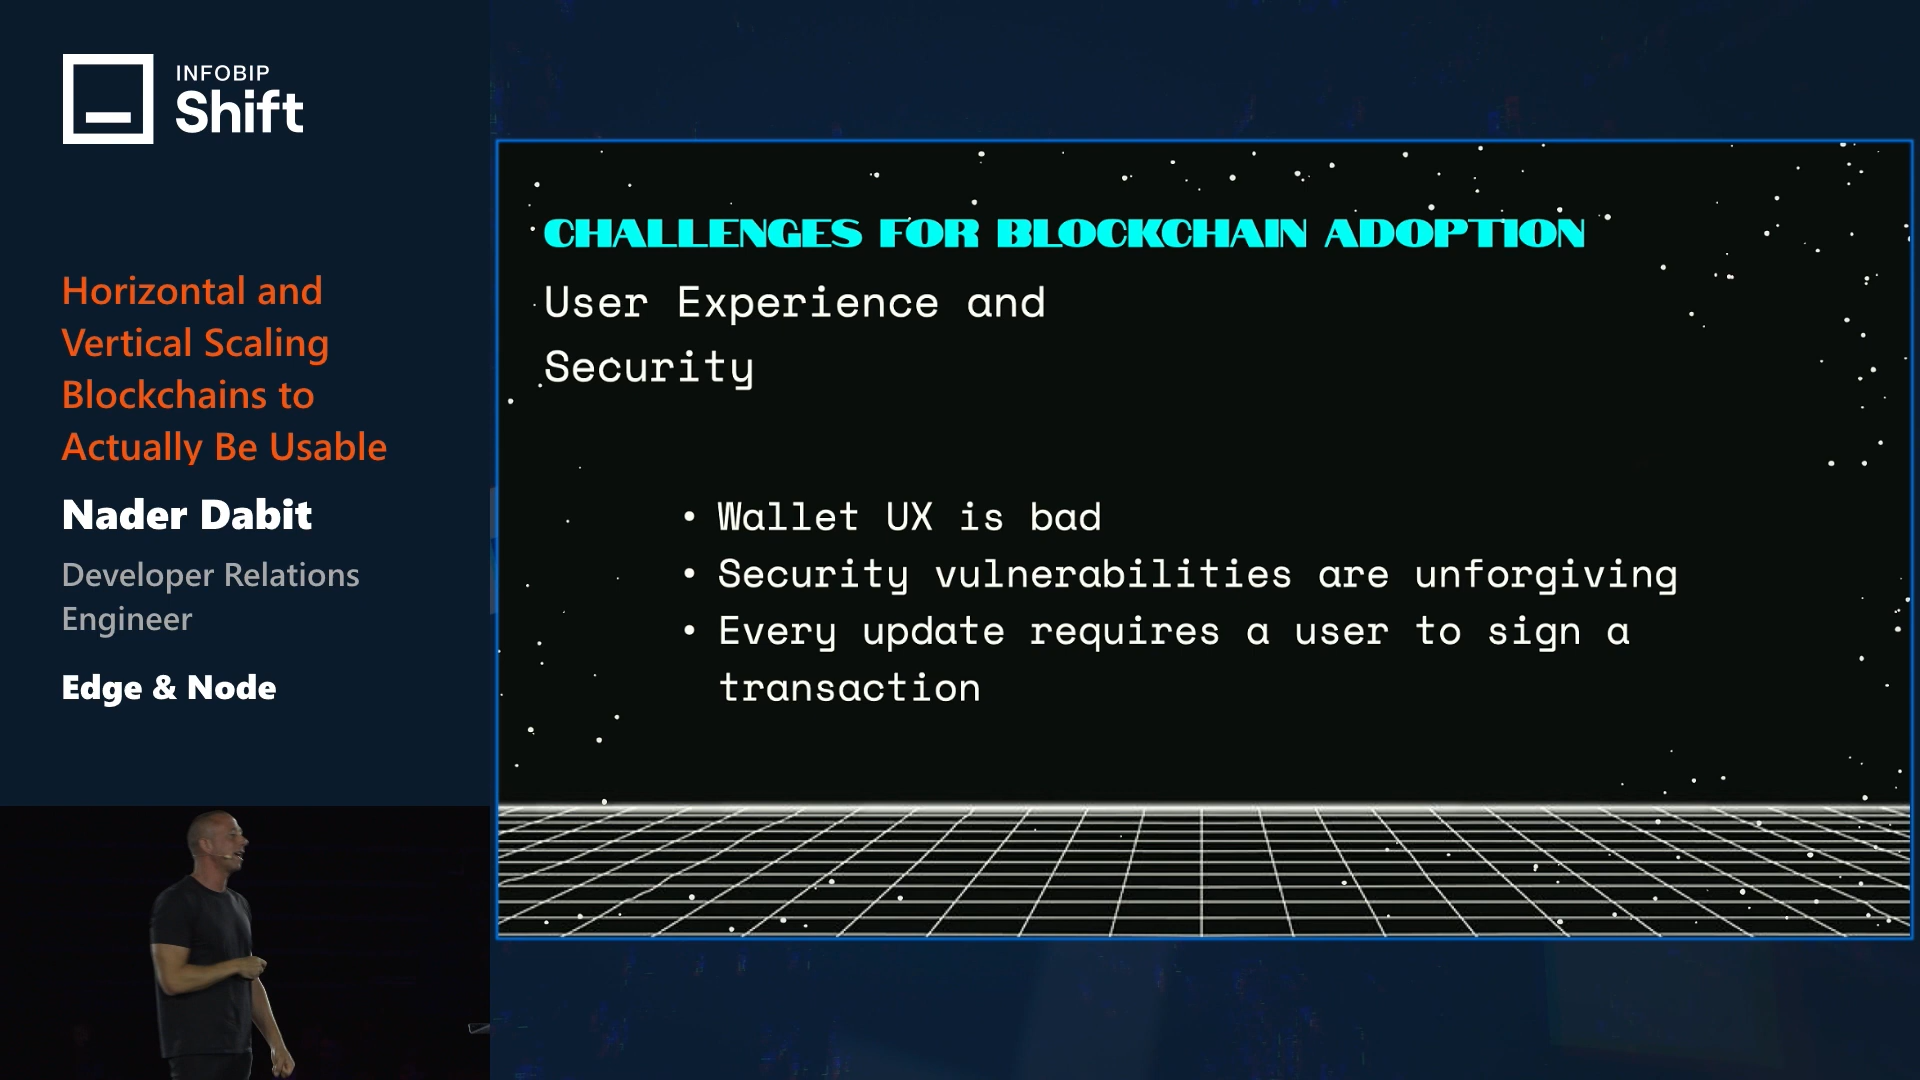 INFOBIP
Shift
Horizontal and
Vertical Scaling
Blockchains to
Actually Be Usable
Nader Dabit
Developer Relations
Engineer
Edge & Node
CHALLENGES FOR BLOCKCHAIN ADOPTION
User Experience and
Security
• Wallet UX is bad
• Security vulnerabilities are unforgiving
• Every update requires a user to sign a
transaction